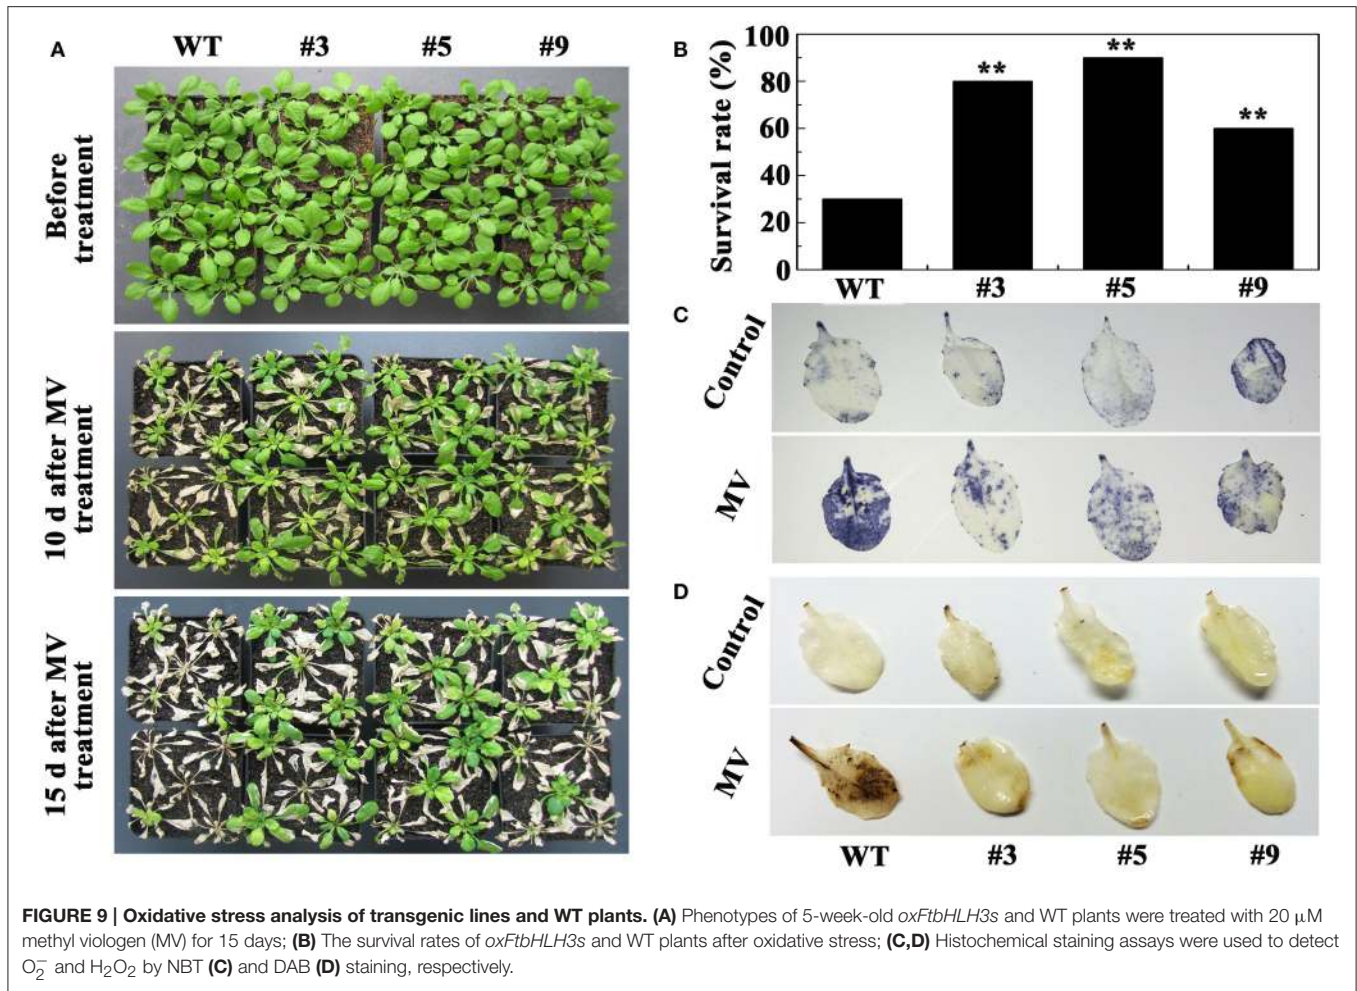 A
WT #3 #5 #9
Before
treatment
10 d after MV
treatment
15 d after MV
treatment
B
Survival rate (%)
100
80
60
40
20
0
**
**
**
WT #3 #5 #9
C
Control
MV
D
Control
MV
WT #3 #5 #9
FIGURE 9 | Oxidative stress analysis of transgenic lines and WT plants. (A) Phenotypes of 5-week-old oxFtbHLH3s and WT plants were treated with 20 μM
methyl viologen (MV) for 15 days; (B) The survival rates of oxFtbHLH3s and WT plants after oxidative stress; (C,D) Histochemical staining assays were used to detect
O₂⁻ and H₂O₂ by NBT (C) and DAB (D) staining, respectively.